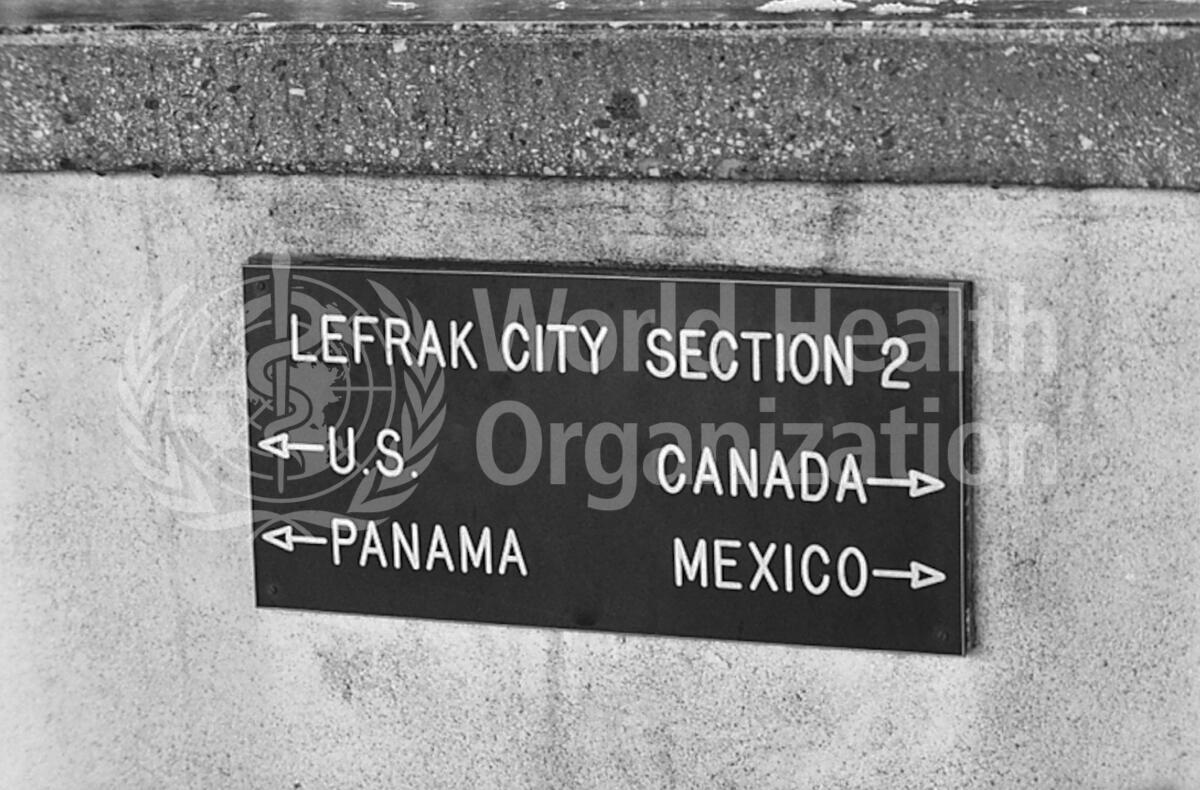 LEFRAK CITY SECTION 2
←U.S. CANADA→
←PANAMA MEXICO→
World Health
Organization